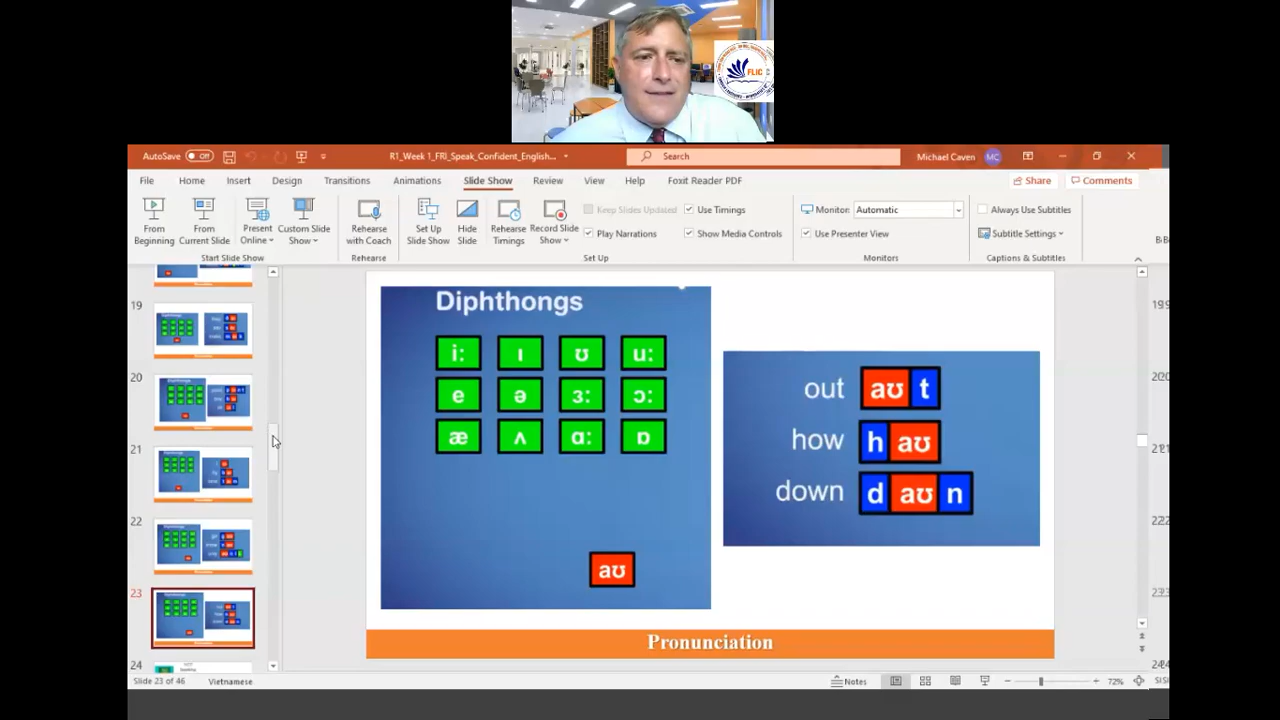 FLIC
AutoSave Off
R1_Week 1_FRI_Speak_Confident_English...
Search
Michael Caven MC
File Home Insert Design Transitions Animations Slide Show Review View Help Foxit Reader PDF
Share Comments
From Beginning
From Current Slide
Present Online
Custom Slide Show
Rehearse with Coach
Set Up Slide Show
Hide Slide
Rehearse Timings
Record Slide Show
Keep Slides Updated
Play Narrations
Use Timings
Show Media Controls
Monitor: Automatic
Use Presenter View
Always Use Subtitles
Subtitle Settings
Start Slide Show
Rehearse
Set Up
Monitors
Captions & Subtitles
19
20
21
22
23
24
Diphthongs
i: ɪ ʊ u:
e ə ɜ: ɔ:
æ ʌ ɑ: ɒ
aʊ
out aʊ t
how h aʊ
down d aʊ n
Pronunciation
Slide 23 of 46
Vietnamese
Notes
72%